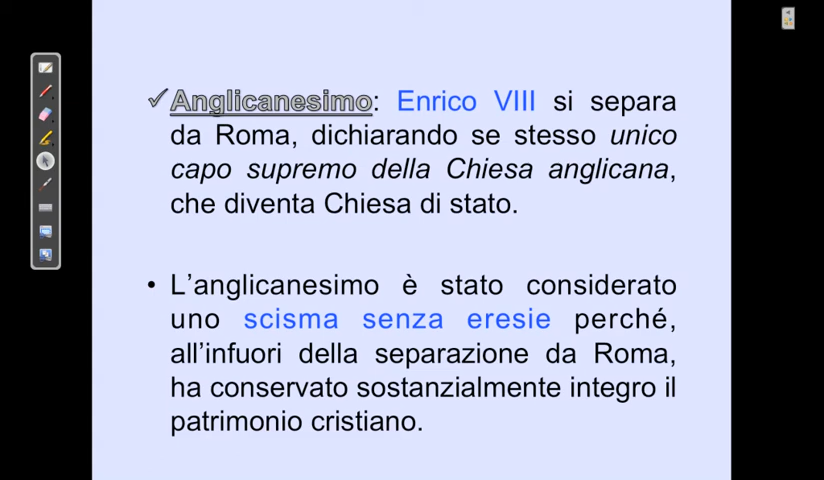 ✓Anglicanesimo: Enrico VIII si separa
da Roma, dichiarando se stesso unico
capo supremo della Chiesa anglicana,
che diventa Chiesa di stato.
• L'anglicanesimo è stato considerato
uno scisma senza eresie perché,
all'infuori della separazione da Roma,
ha conservato sostanzialmente integro il
patrimonio cristiano.